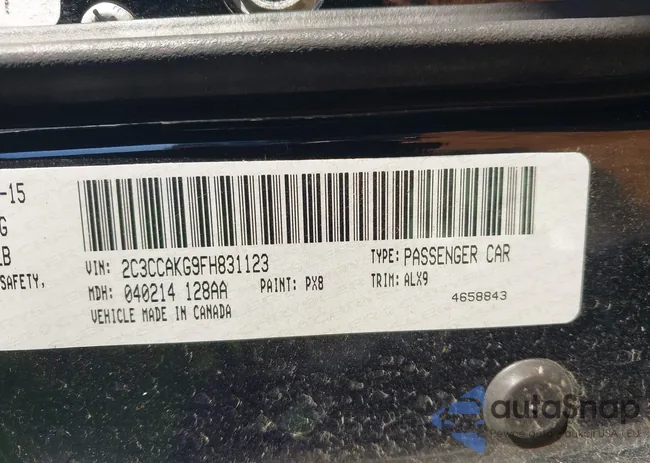 -15
G
LB
SAFETY,
VIN: 2C3CCAKG9FH831123
TYPE: PASSENGER CAR
MDH: 040214 128AA
PAINT: PX8
TRIM: ALX9
VEHICLE MADE IN CANADA
4658843
autoSnap